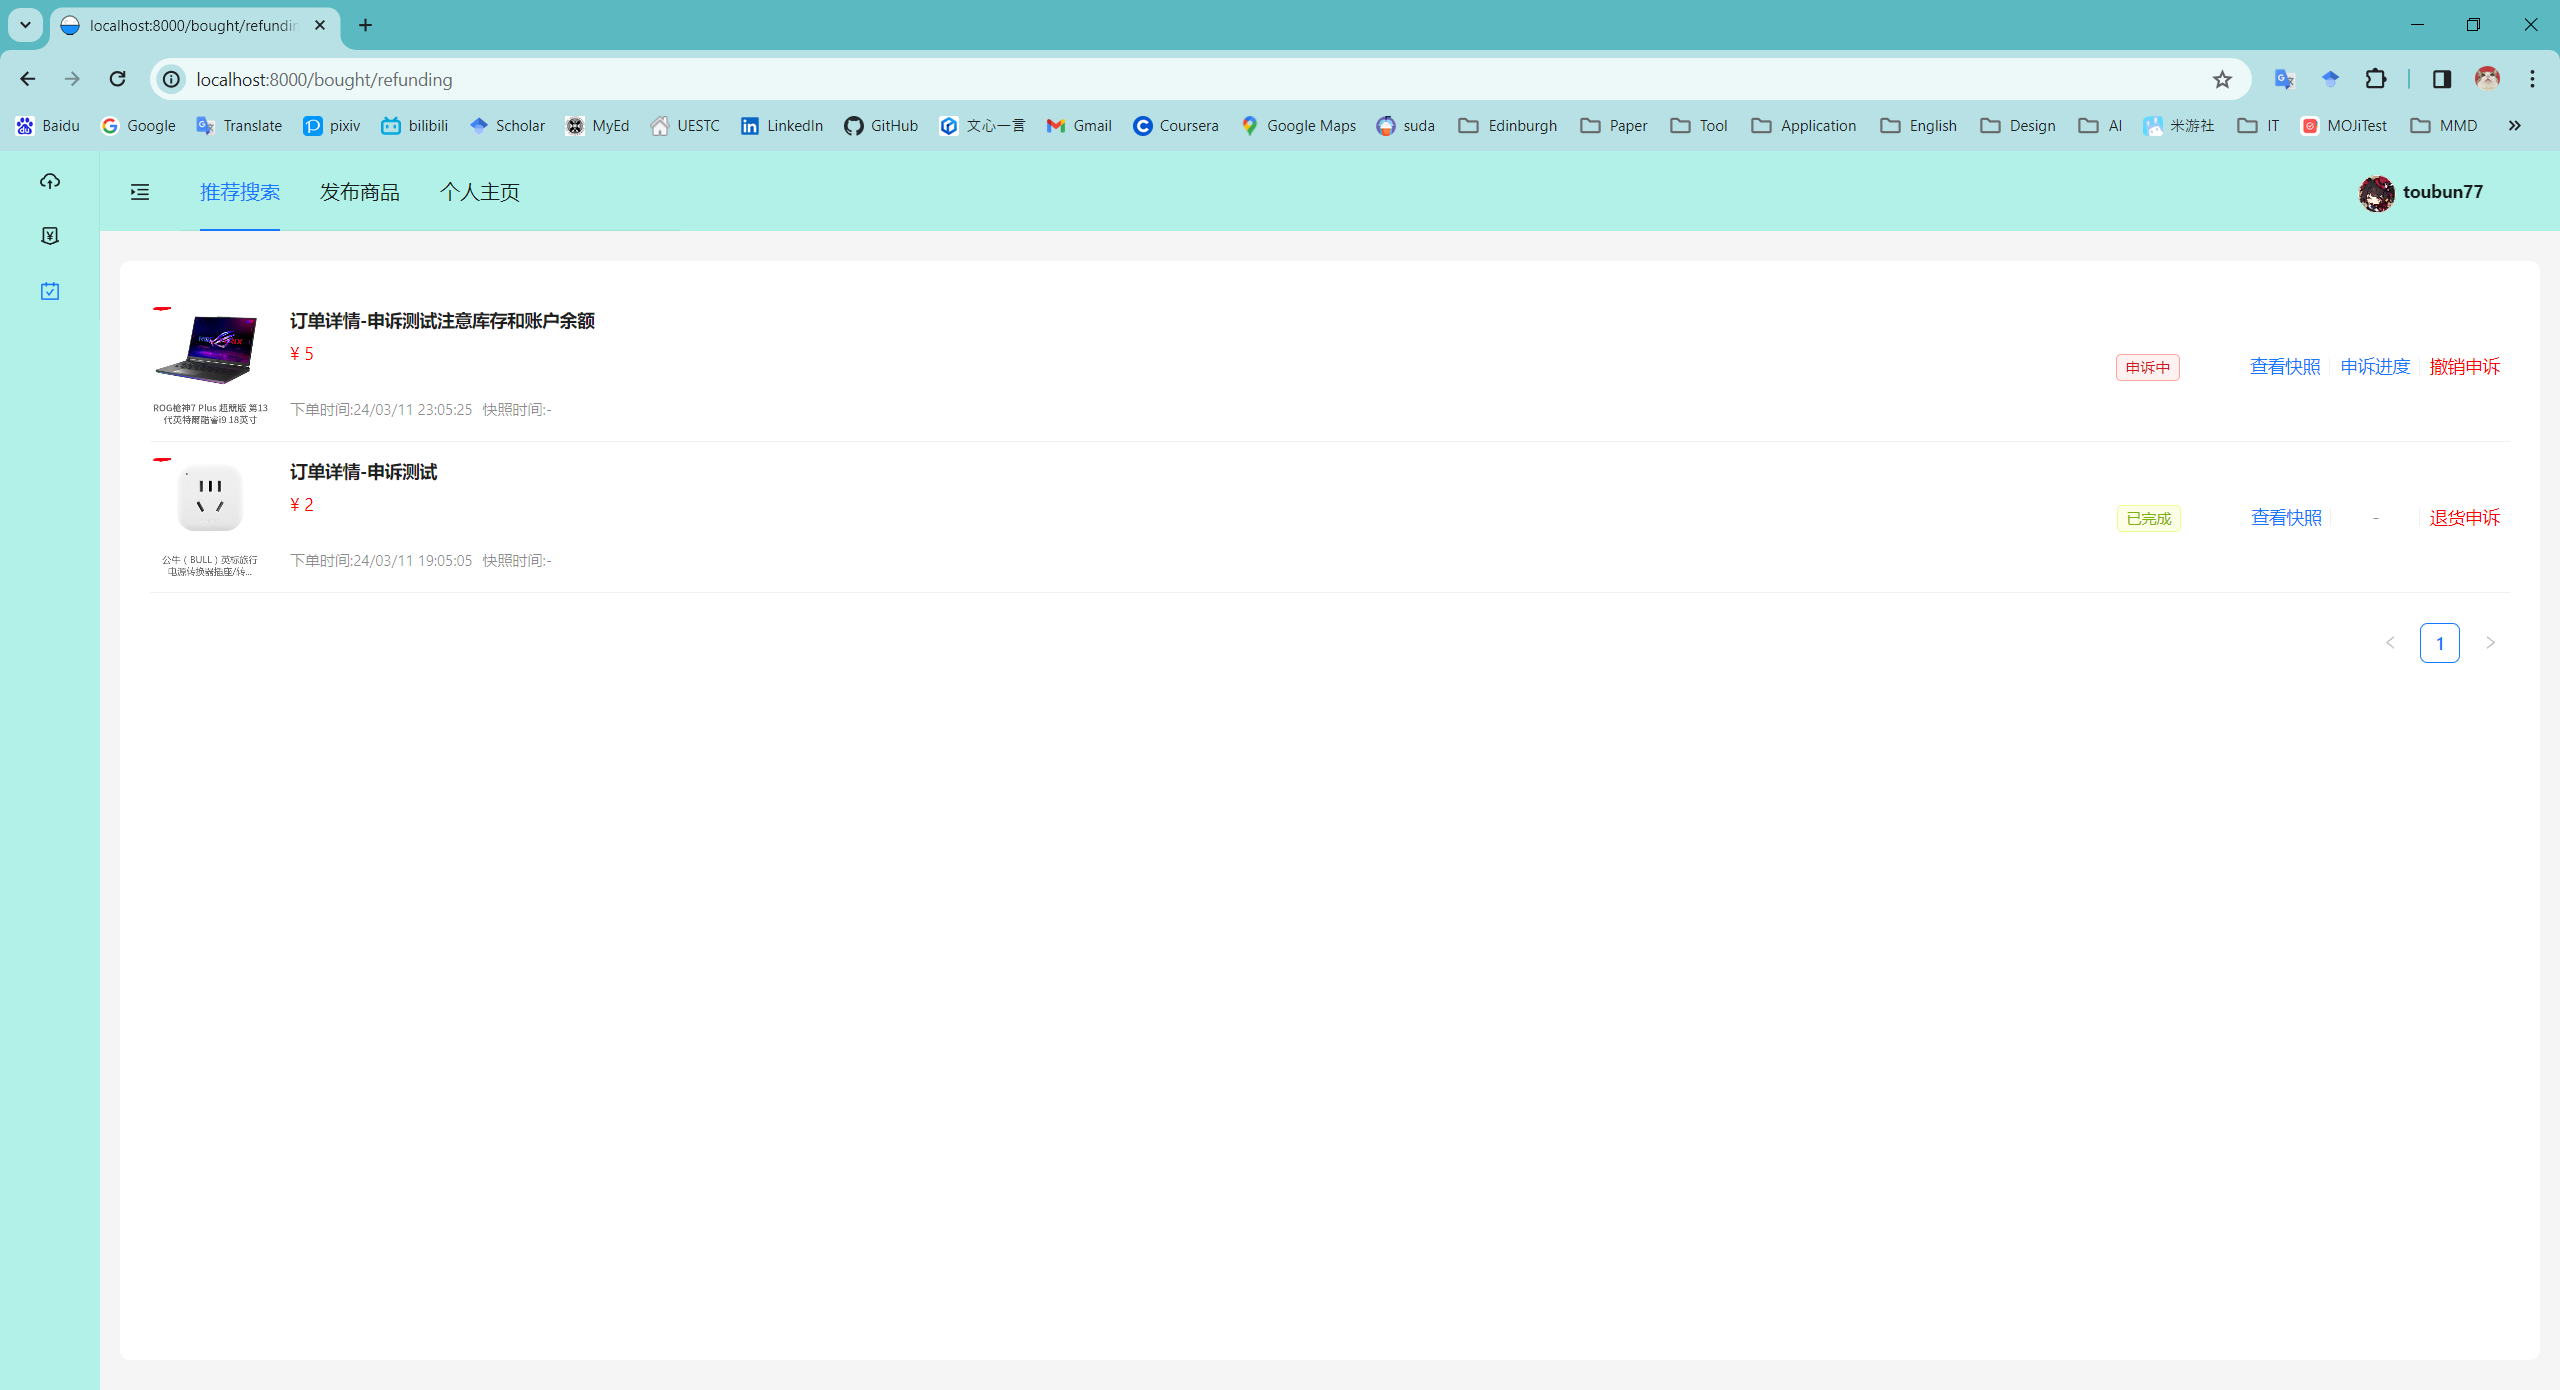 localhost:8000/bought/refundin
localhost:8000/bought/refunding
Baidu Google Translate pixiv bilibili Scholar MyEd UESTC LinkedIn GitHub 文心一言 Gmail Coursera Google Maps suda Edinburgh Paper Tool Application English Design AI 米游社 IT MOJiTest MMD
推荐搜索 发布商品 个人主页 toubun77
订单详情-申诉测试注意库存和账户余额
¥ 5
申诉中 查看快照 申诉进度 撤销申诉
ROG枪神7 Plus 超竞版 第13
代英特尔酷睿i9 18英寸
下单时间:24/03/11 23:05:25 快照时间:-
订单详情-申诉测试
¥ 2
已完成 查看快照 - 退货申诉
公牛（BULL）英标旅行
电源转换器插座/转...
下单时间:24/03/11 19:05:05 快照时间:-
1